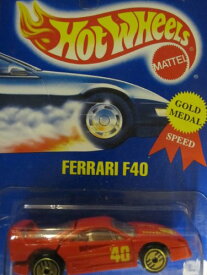 Hot Wheels
MATTEL
GOLD
MEDAL
SPEED
FERRARI F40
40